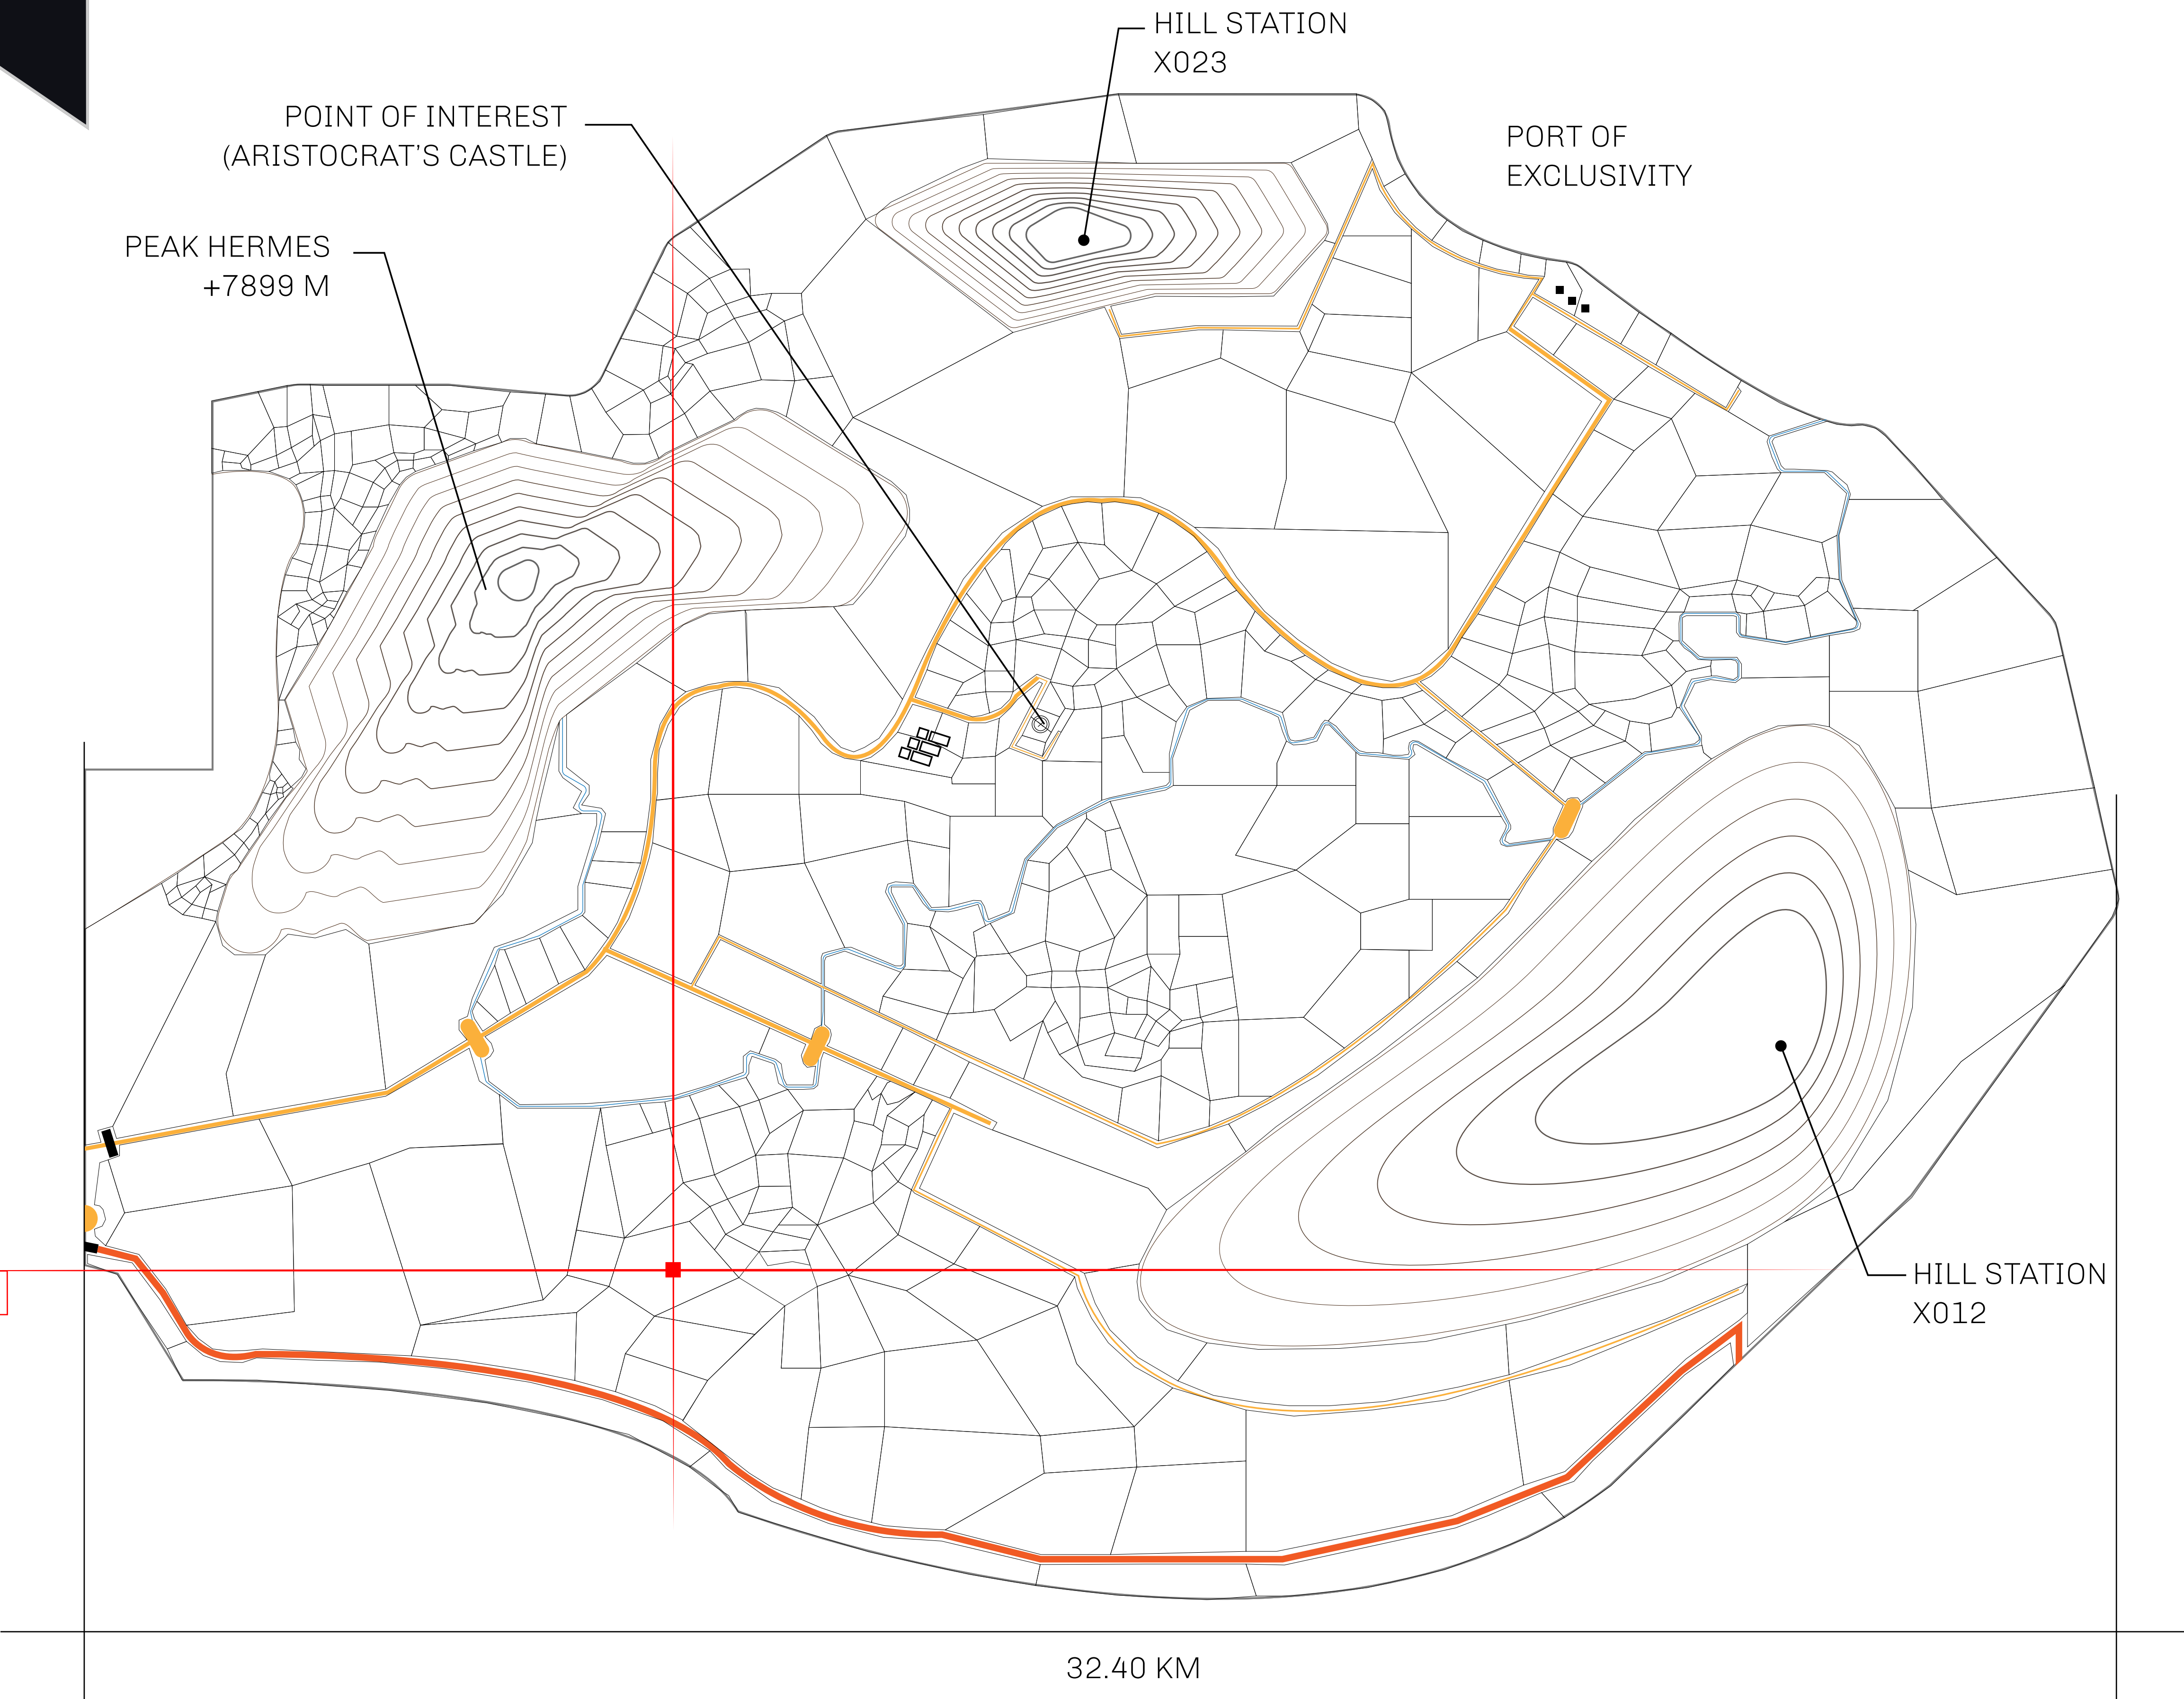 HILL STATION
X023
POINT OF INTEREST
(ARISTOCRAT'S CASTLE)
PORT OF
EXCLUSIVITY
PEAK HERMES
+7899 M
HILL STATION
X012
32.40 KM